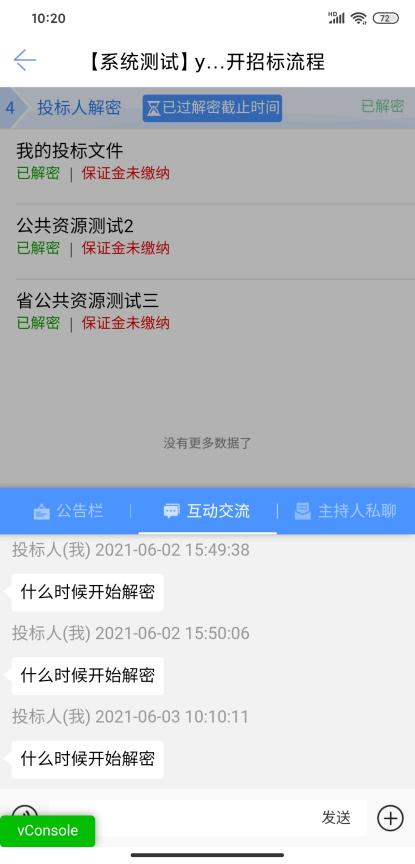 10:20
HD
72
【系统测试】y...开招标流程
4 投标人解密 已过解密截止时间 已解密
我的投标文件
已解密 | 保证金未缴纳
公共资源测试2
已解密 | 保证金未缴纳
省公共资源测试三
已解密 | 保证金未缴纳
没有更多数据了
公告栏 | 互动交流 | 主持人私聊
投标人(我) 2021-06-02 15:49:38
什么时候开始解密
投标人(我) 2021-06-02 15:50:06
什么时候开始解密
投标人(我) 2021-06-03 10:10:11
什么时候开始解密
发送
vConsole